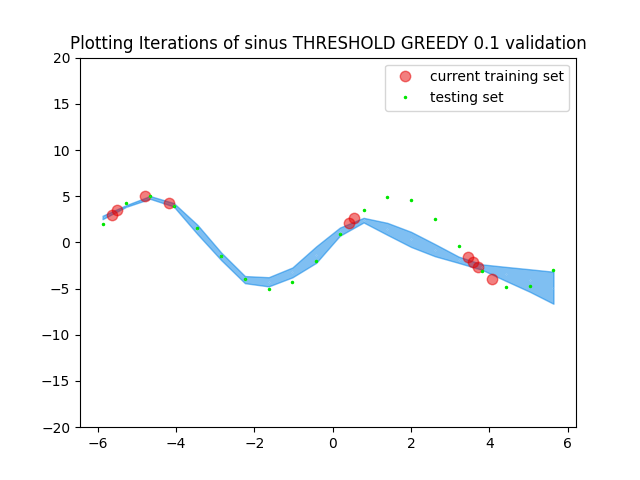 Plotting Iterations of sinus THRESHOLD GREEDY 0.1 validation
current training set
testing set
20
15
10
5
0
−5
−10
−15
−20
−6 −4 −2 0 2 4 6